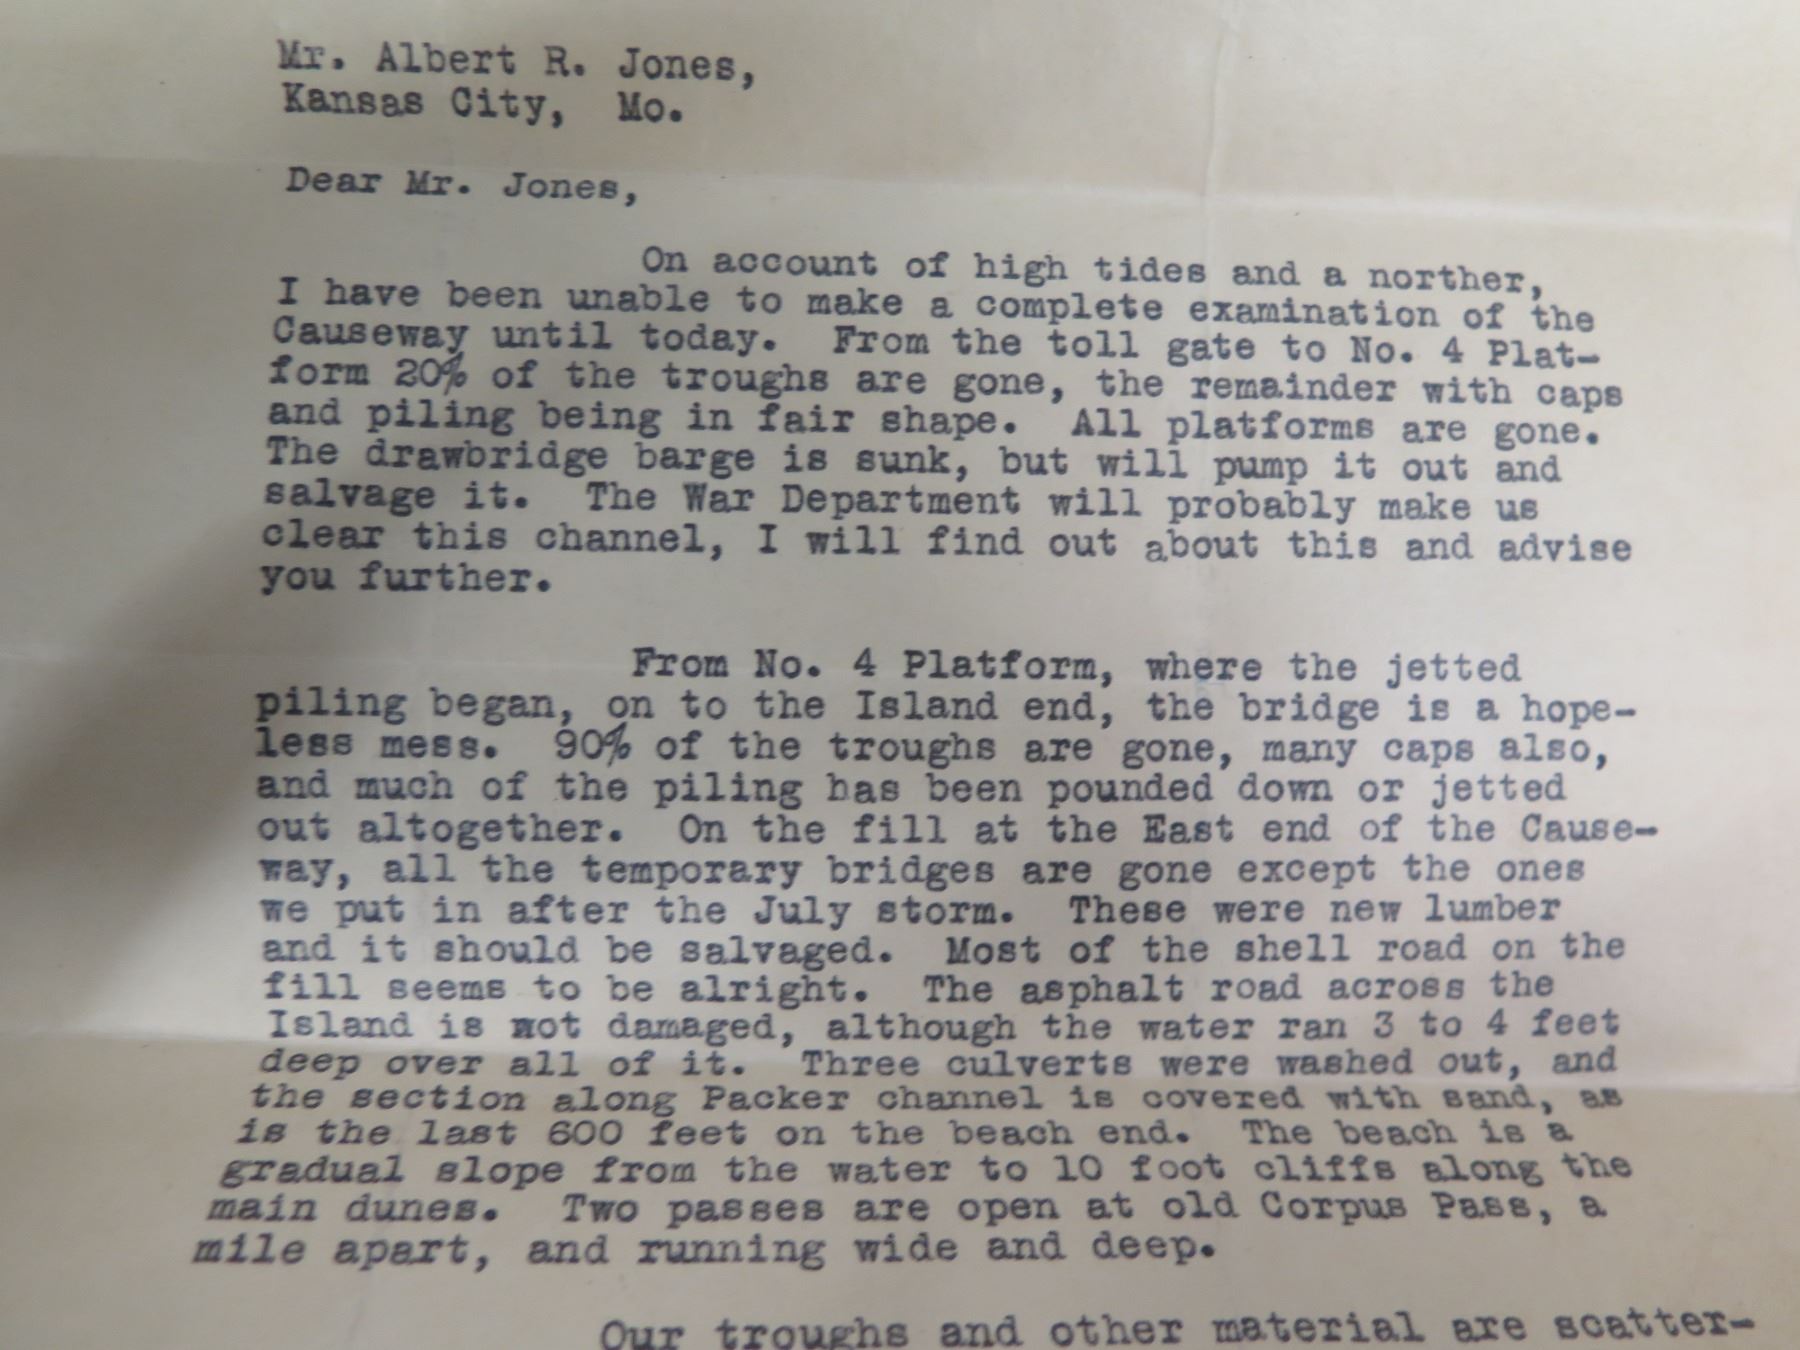 Mr. Albert R. Jones,
Kansas City, Mo.
Dear Mr. Jones,
On account of high tides and a norther,
I have been unable to make a complete examination of the
Causeway until today. From the toll gate to No. 4 Plat-
form 20% of the troughs are gone, the remainder with caps
and piling being in fair shape. All platforms are gone.
The drawbridge barge is sunk, but will pump it out and
salvage it. The War Department will probably make us
clear this channel, I will find out about this and advise
you further.
From No. 4 Platform, where the jetted
piling began, on to the Island end, the bridge is a hope-
less mess. 90% of the troughs are gone, many caps also,
and much of the piling has been pounded down or jetted
out altogether. On the fill at the East end of the Cause-
way, all the temporary bridges are gone except the ones
we put in after the July storm. These were new lumber
and it should be salvaged. Most of the shell road on the
fill seems to be alright. The asphalt road across the
Island is not damaged, although the water ran 3 to 4 feet
deep over all of it. Three culverts were washed out, and
the section along Packer channel is covered with sand, as
is the last 600 feet on the beach end. The beach is a
gradual slope from the water to 10 foot cliffs along the
main dunes. Two passes are open at old Corpus Pass, a
mile apart, and running wide and deep.
Our troughs and other material are scatter-